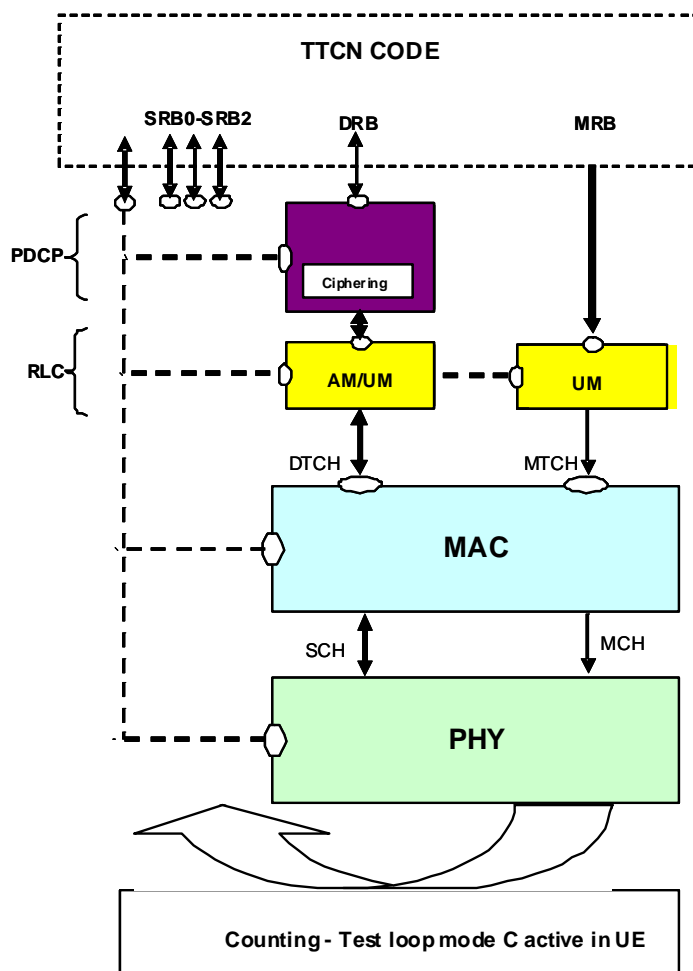 TTCN CODE
SRB0-SRB2
DRB
MRB
PDCP
Ciphering
RLC
AM/UM
UM
DTCH
MTCH
MAC
SCH
MCH
PHY
Counting - Test loop mode C active in UE